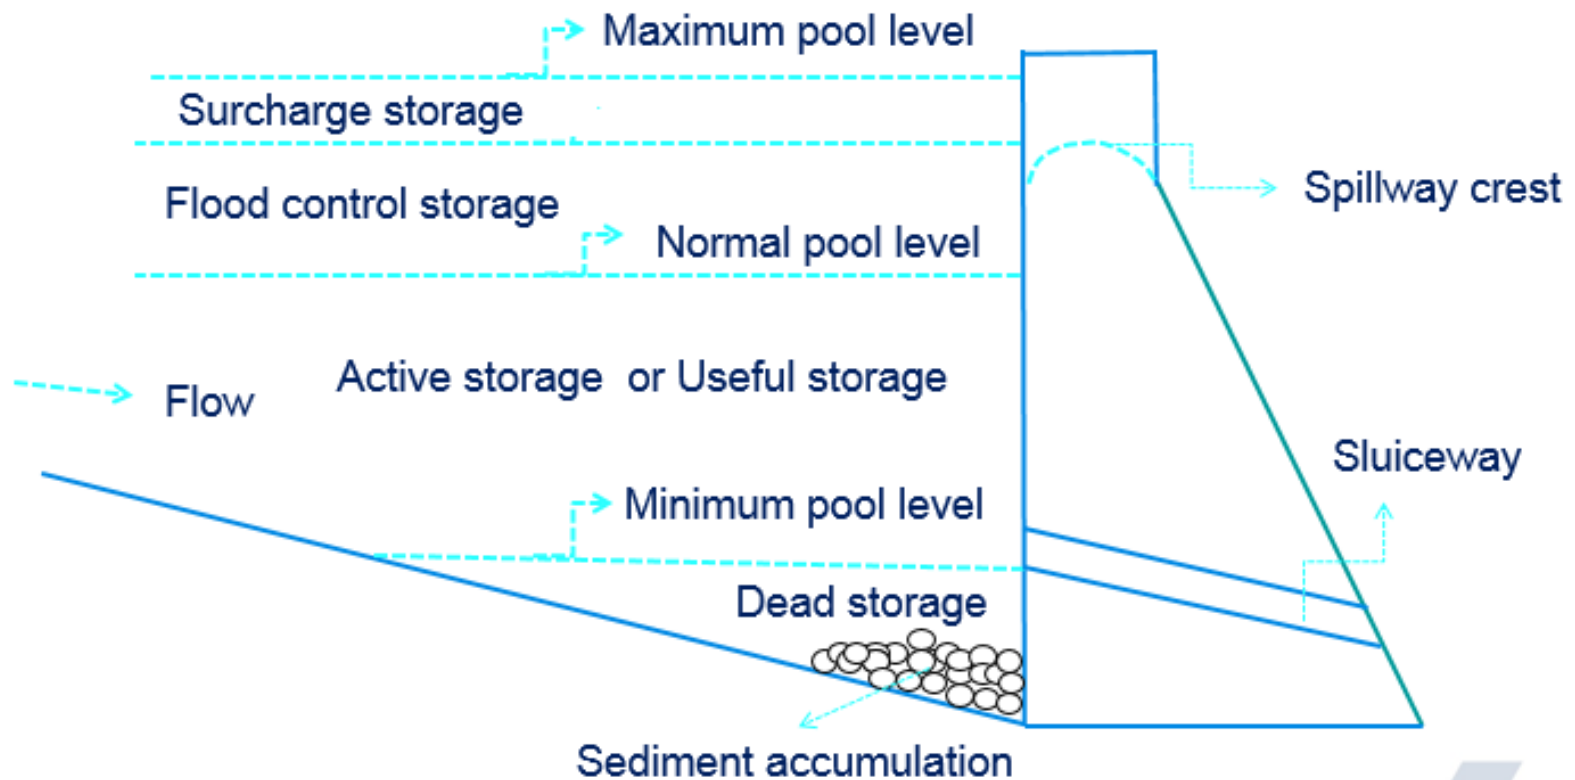 Maximum pool level
Surcharge storage
Spillway crest
Flood control storage
Normal pool level
Active storage or Useful storage
Flow
Sluiceway
Minimum pool level
Dead storage
Sediment accumulation